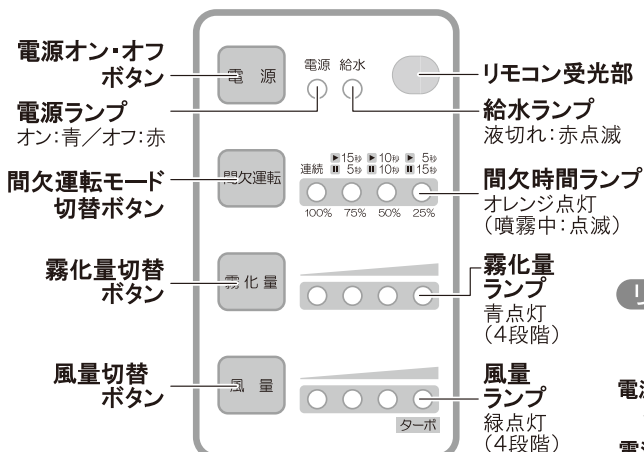 電源オン・オフ
ボタン
電源ランプ
オン:青/オフ:赤
間欠運転モード
切替ボタン
霧化量切替
ボタン
風量切替
ボタン
電 源
電源 給水
間欠運転
連続 ▶15秒 ▶10秒 ▶ 5秒
⏸ 5秒 ⏸10秒 ⏸15秒
100% 75% 50% 25%
霧化量
風 量
ターボ
リモコン受光部
給水ランプ
液切れ:赤点滅
間欠時間ランプ
オレンジ点灯
(噴霧中:点滅)
霧化量
ランプ
青点灯
(4段階)
風量
ランプ
緑点灯
(4段階)
リ
電源